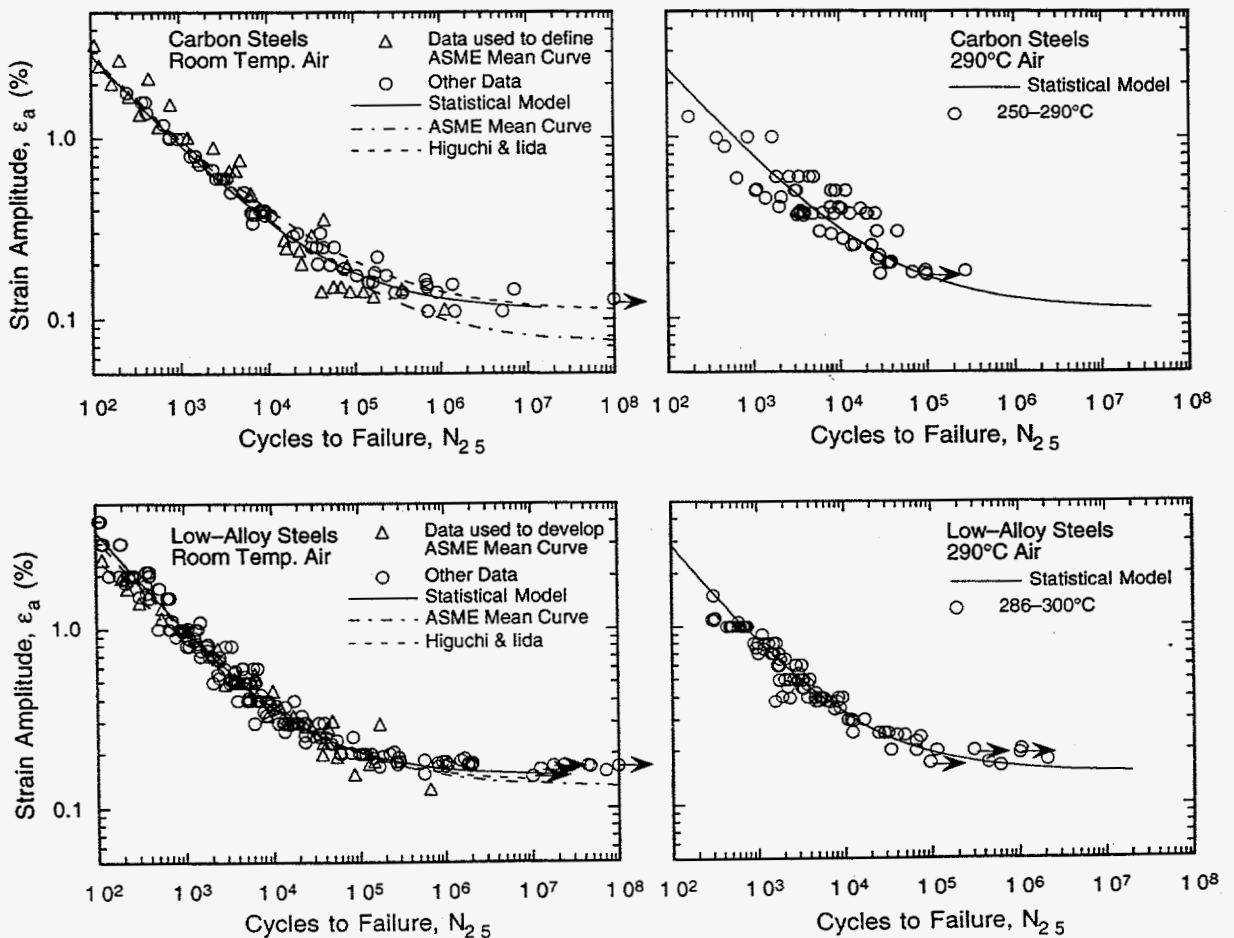 Carbon Steels
Room Temp. Air
Data used to define
ASME Mean Curve
Other Data
Statistical Model
ASME Mean Curve
Higuchi & Iida
Strain Amplitude, εa (%)
1.0
0.1
10² 10³ 10⁴ 10⁵ 10⁶ 10⁷ 10⁸
Cycles to Failure, N₂₅
Carbon Steels
290°C Air
Statistical Model
250–290°C
10² 10³ 10⁴ 10⁵ 10⁶ 10⁷ 10⁸
Cycles to Failure, N₂₅
Low–Alloy Steels
Room Temp. Air
Data used to develop
ASME Mean Curve
Other Data
Statistical Model
ASME Mean Curve
Higuchi & Iida
Strain Amplitude, εa (%)
1.0
0.1
10² 10³ 10⁴ 10⁵ 10⁶ 10⁷ 10⁸
Cycles to Failure, N₂₅
Low–Alloy Steels
290°C Air
Statistical Model
286–300°C
10² 10³ 10⁴ 10⁵ 10⁶ 10⁷ 10⁸
Cycles to Failure, N₂₅